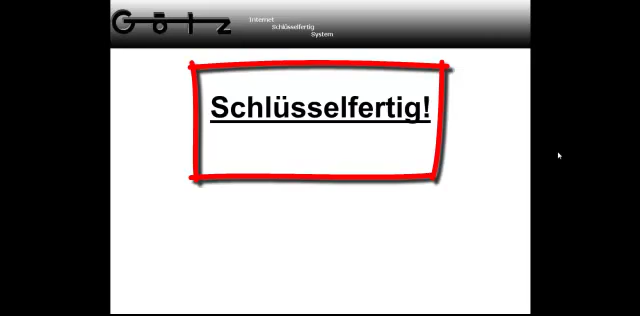 Götz
Internet
Schlüsselfertig
System
Schlüsselfertig!